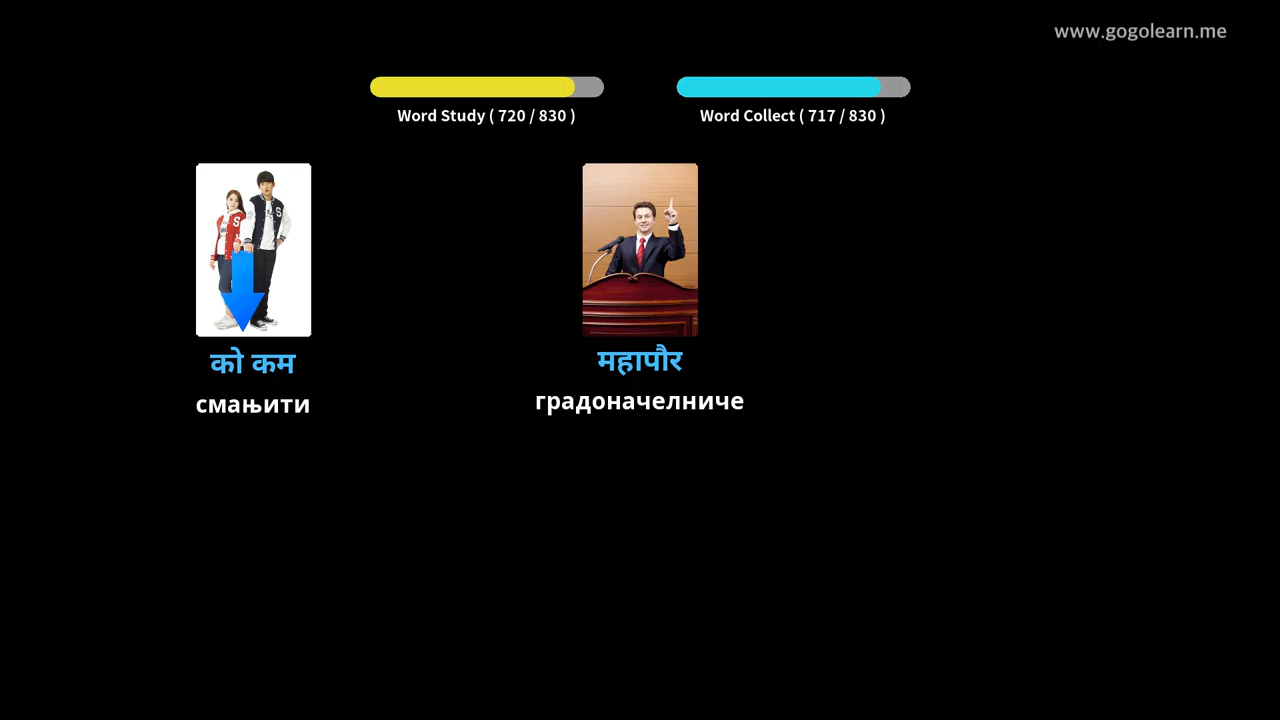 www.gogolearn.me
Word Study ( 720 / 830 )
Word Collect ( 717 / 830 )
को कम
महापौर
смањити
градоначелниче